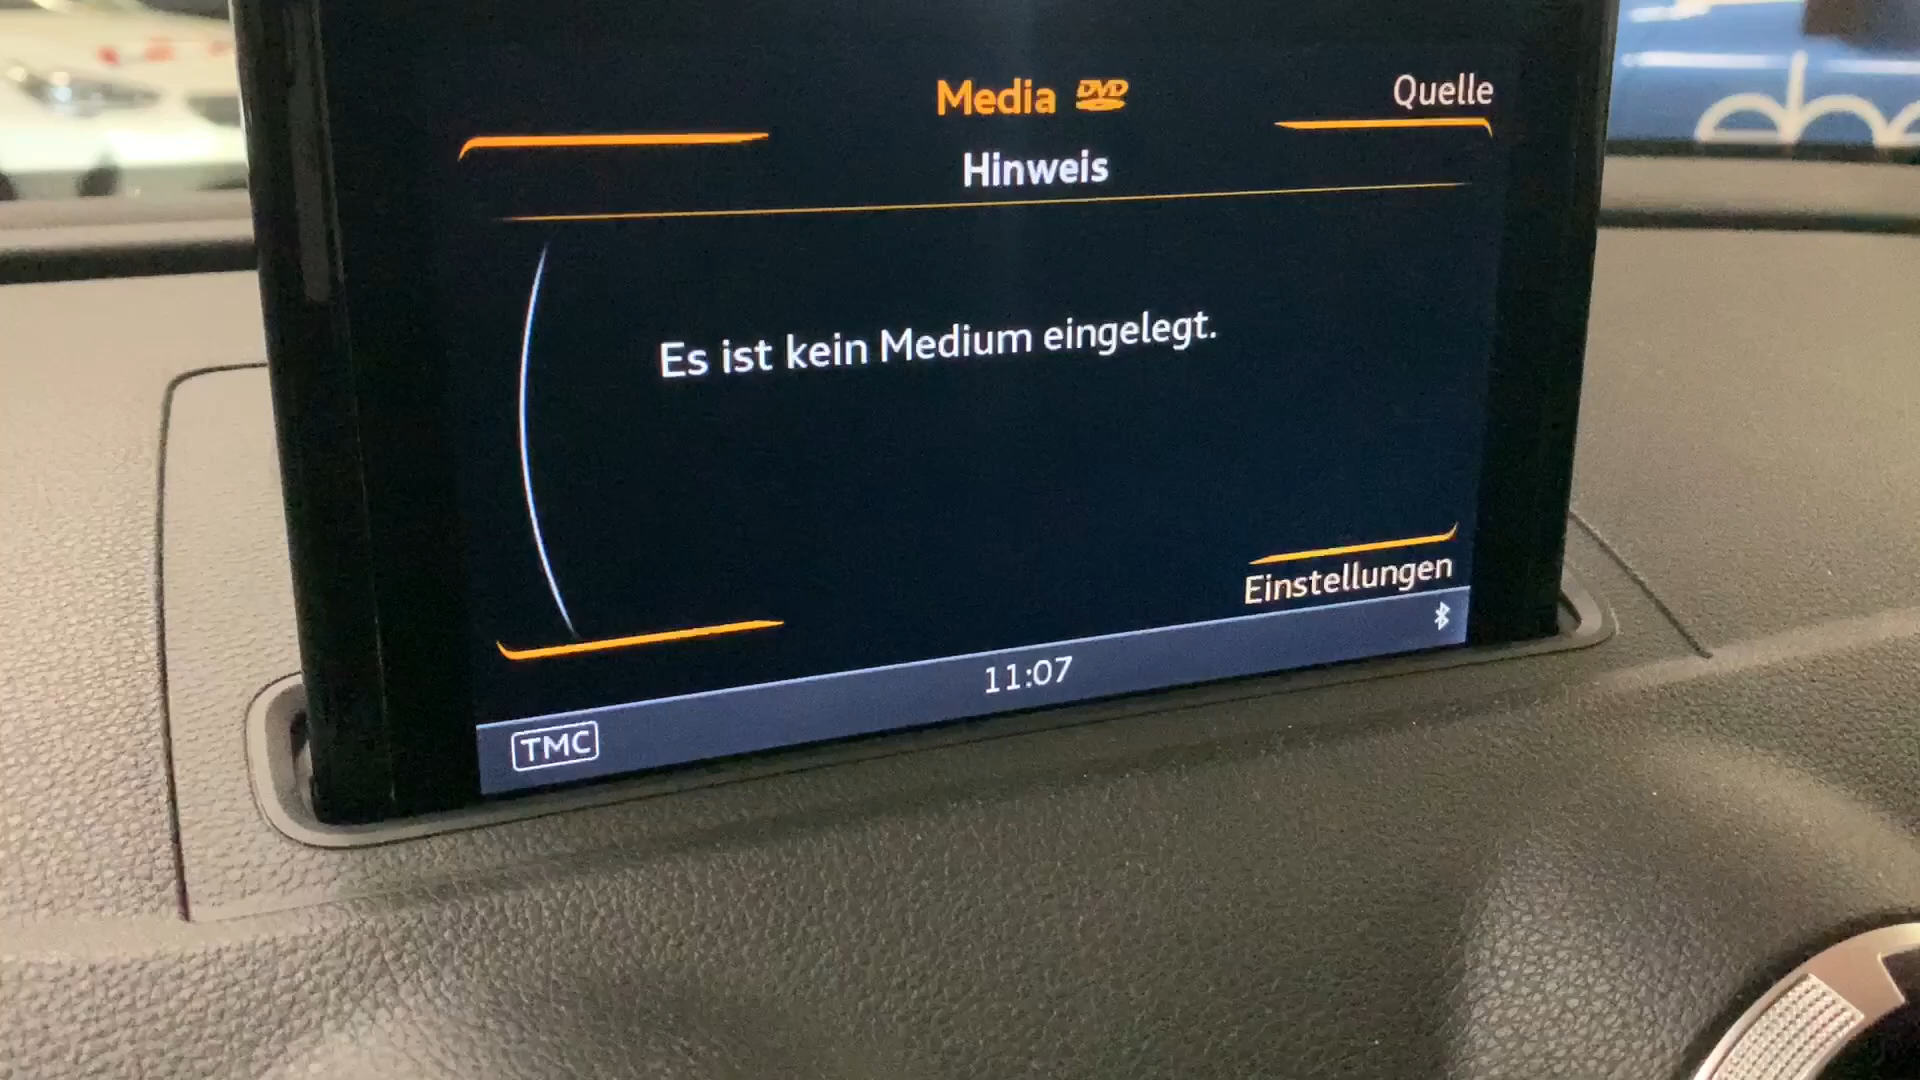 Media DVD
Quelle
Hinweis
Es ist kein Medium eingelegt.
Einstellungen
11:07
TMC